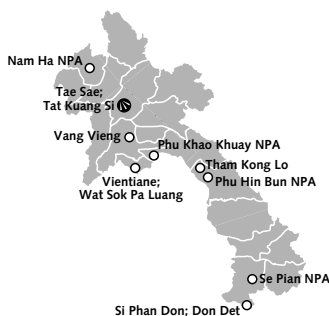 Nam Ha NPA
Tae Sae;
Tat Kuang Si
Vang Vieng
Phu Khao Khuay NPA
Tham Kong Lo
Phu Hin Bun NPA
Vientiane;
Wat Sok Pa Luang
Se Pian NPA
Si Phan Don; Don Det